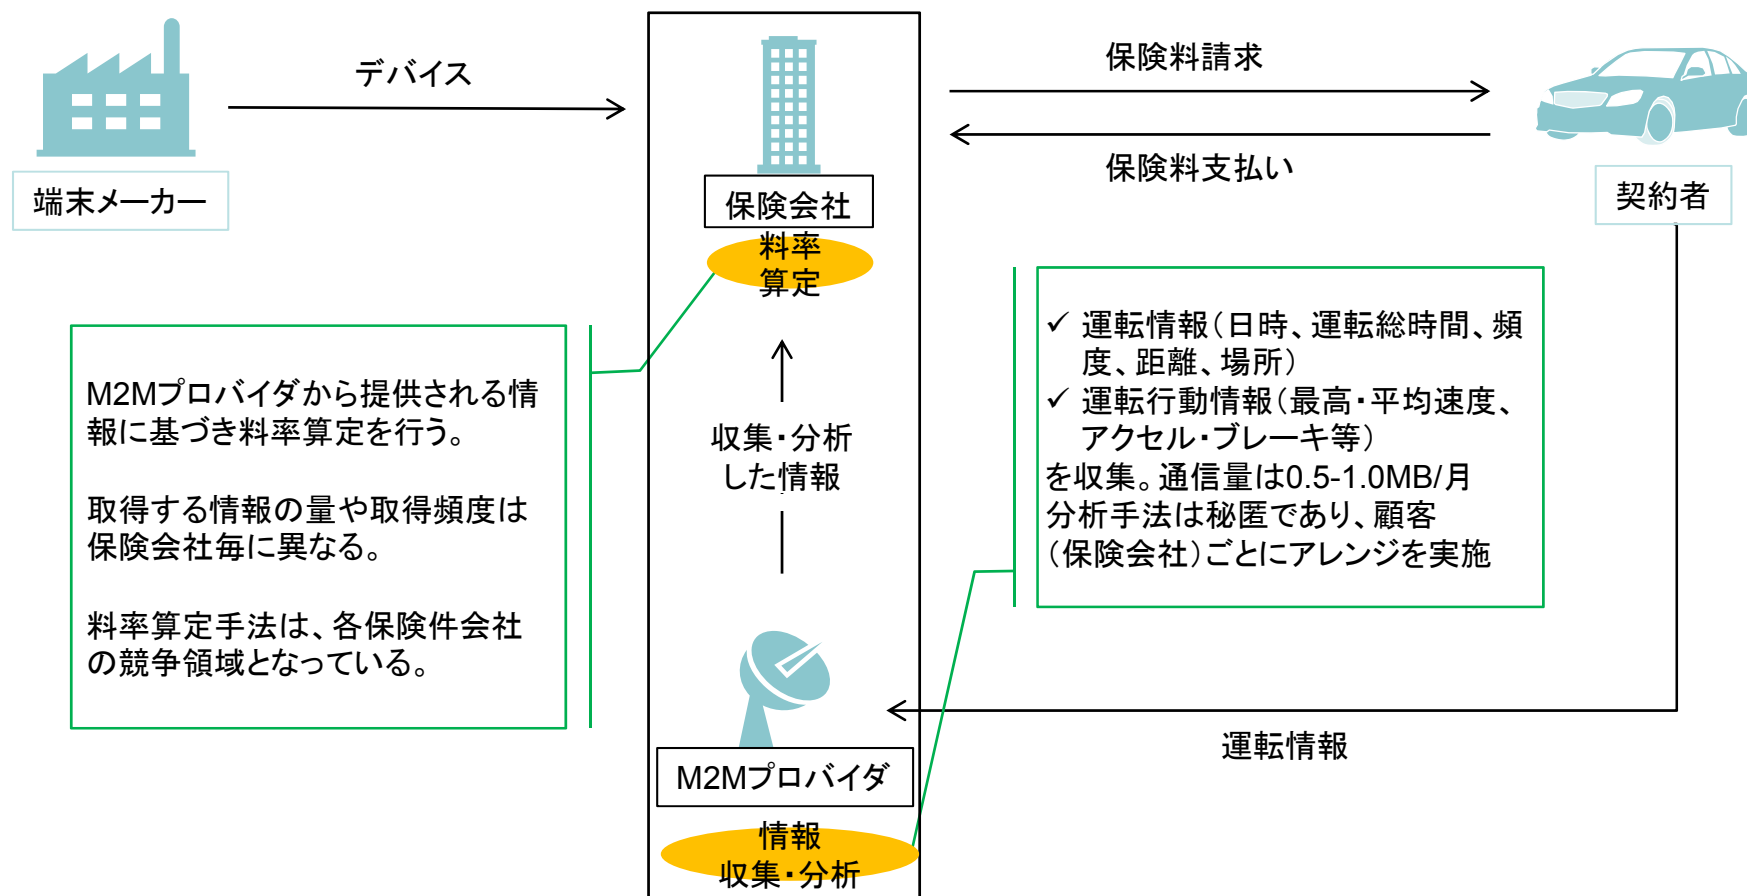 デバイス
端末メーカー
保険会社
料率
算定
保険料請求
保険料支払い
契約者
M2Mプロバイダから提供される情
報に基づき料率算定を行う。
取得する情報の量や取得頻度は
保険会社毎に異なる。
料率算定手法は、各保険件会社
の競争領域となっている。
収集・分析
した情報
✓ 運転情報(日時、運転総時間、頻
度、距離、場所)
✓ 運転行動情報(最高・平均速度、
アクセル・ブレーキ等)
を収集。通信量は0.5-1.0MB/月
分析手法は秘匿であり、顧客
(保険会社)ごとにアレンジを実施
運転情報
M2Mプロバイダ
情報
収集・分析